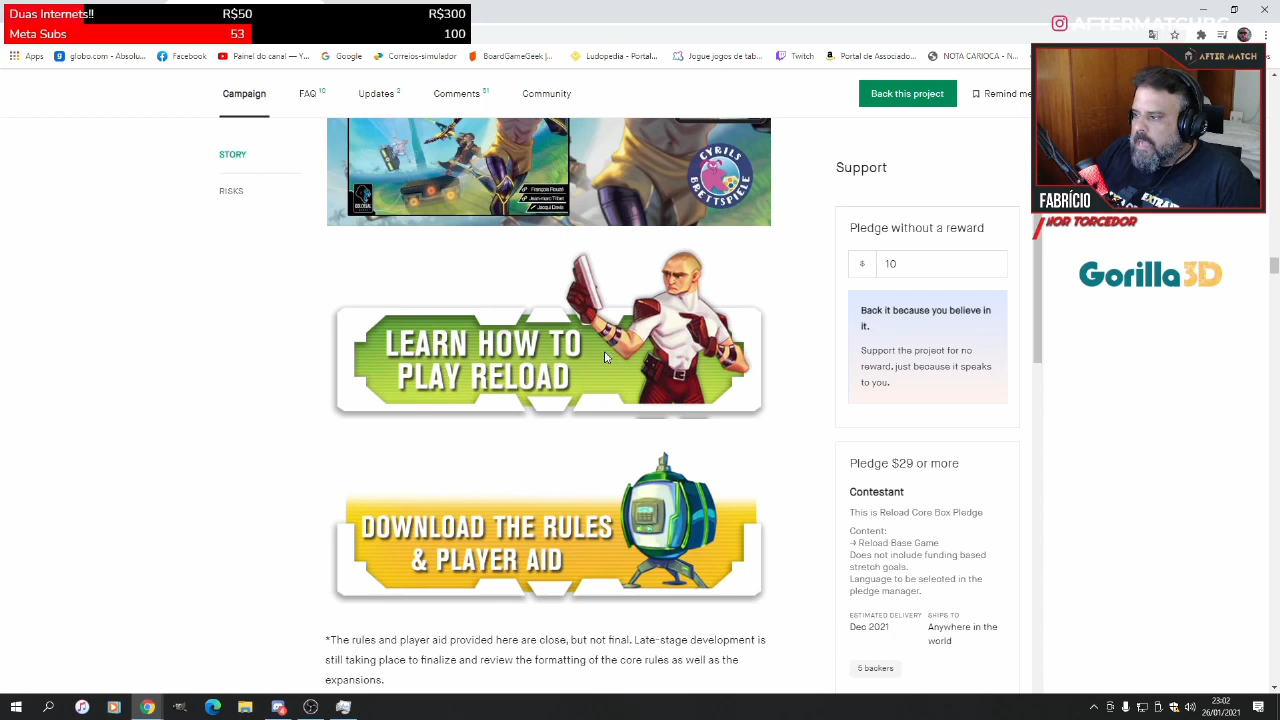 Duas Internets!! R$50 R$300
Meta Subs 53 100
AFTERMATCHBG
Apps globo.com - Absolu... Facebook Painel do canal — Y... Google Correios-simulador Ludopedia - Portal... Jogue jogos de tab... Twitch Portal de Associado... NOTA CARIOCA - N...
AFTER MATCH
Campaign FAQ 10 Updates 2 Comments 51 Community Back this project Remind me
STORY
RISKS
CYRILS
BRETTSPIELE
Support
FABRÍCIO
Pledge without a reward
$ 10
Gorilla3D
Back it because you believe in
it.
Support the project for no
reward, just because it speaks
to you.
LEARN HOW TO
PLAY RELOAD
Pledge $29 or more
Contestant
This is Reload Core Box Pledge
Content:
→ Reload Base Game
Does not include funding based
stretch goals.
Language to be selected in the
pledge manager.
DOWNLOAD THE RULES
& PLAYER AID
ESTIMATED DELIVERY SHIPS TO
Dec 2021 Anywhere in the
world
5 backers
*The rules and player aid provided here are close, but not final. Late-stage development is
still taking place to finalize and review the formatting of the core rules as well as the
expansions.
23:02
26/01/2021